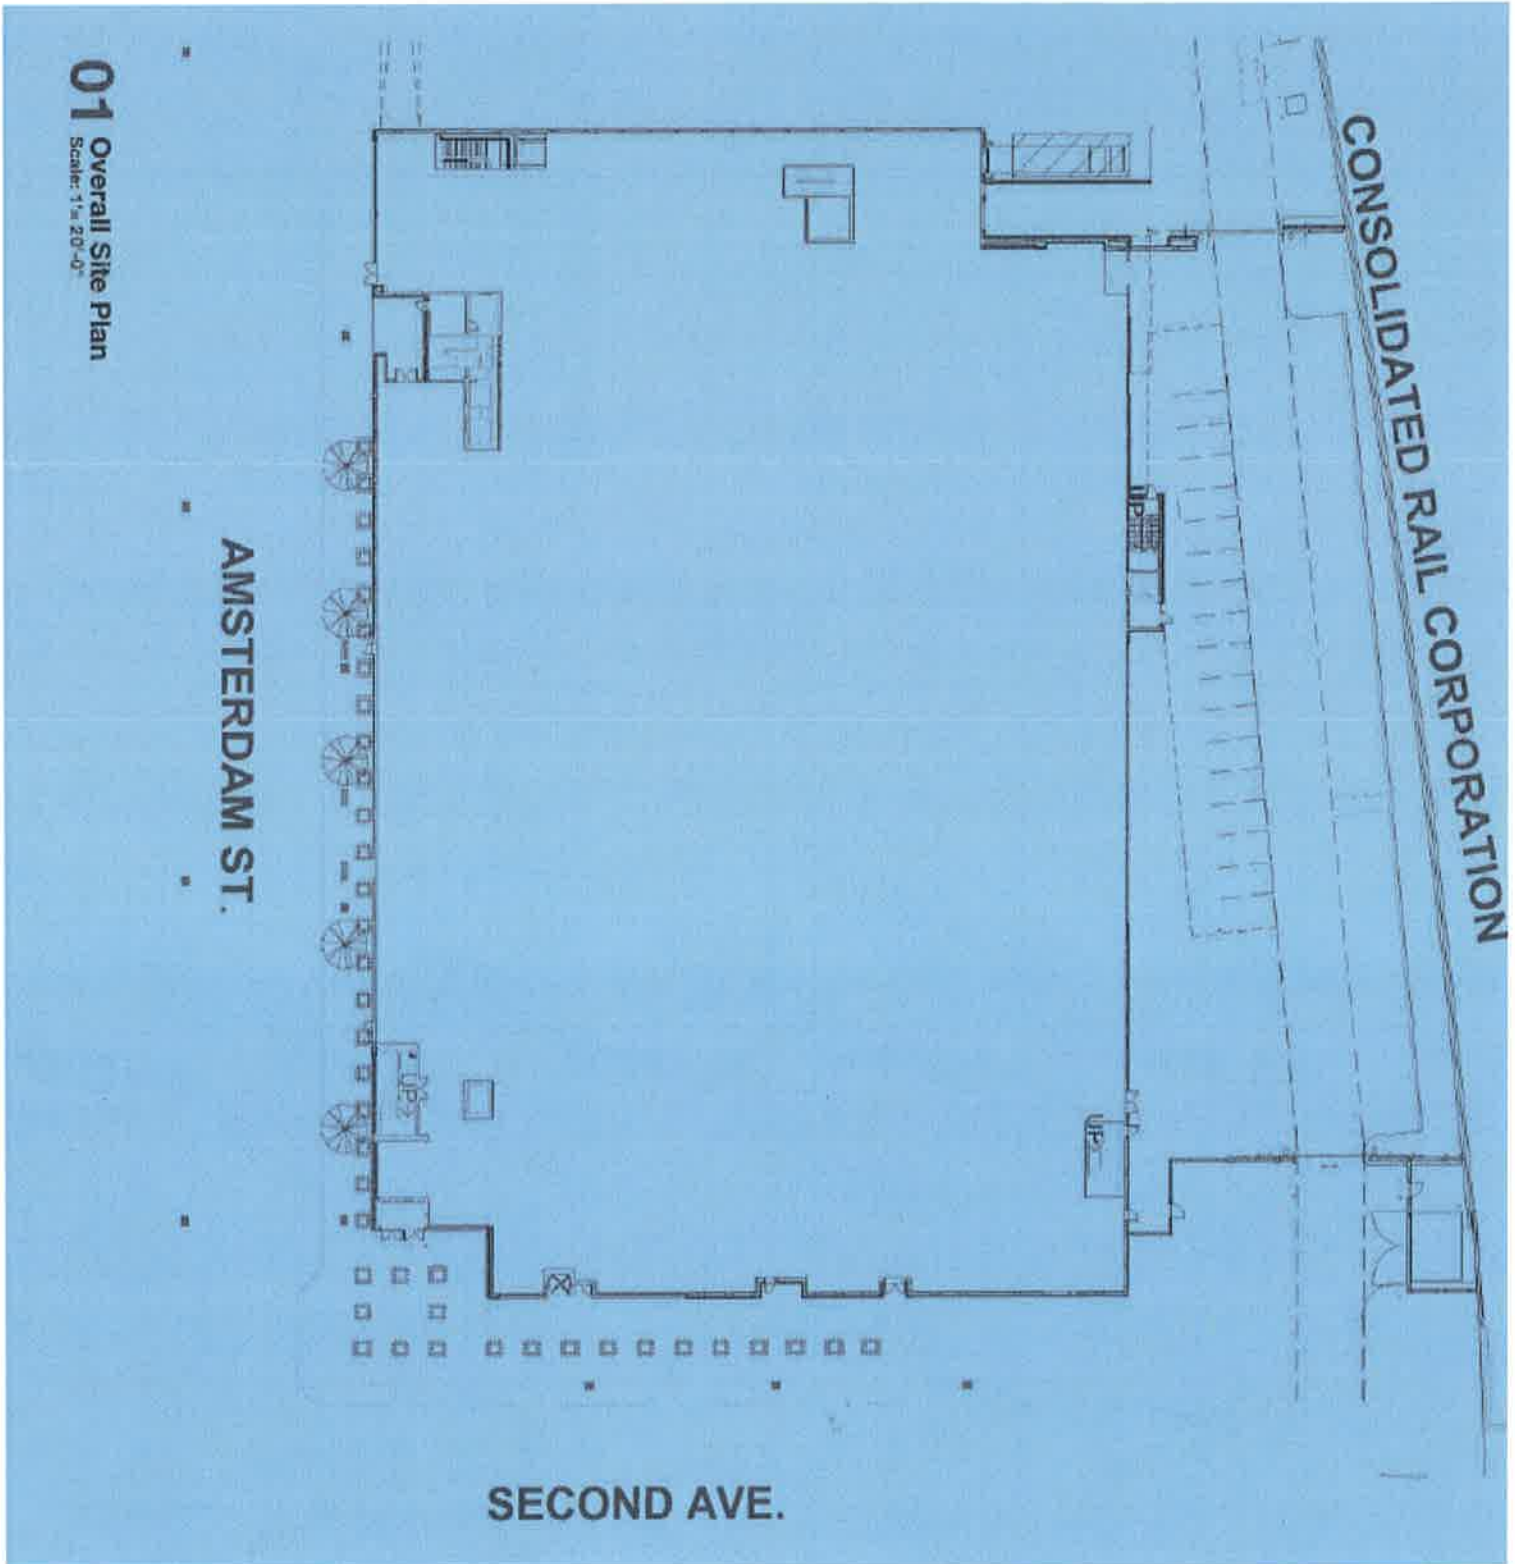 01 Overall Site Plan
Scale: 1"= 20'-0"
CONSOLIDATED RAIL CORPORATION
UP
AMSTERDAM ST.
UP
UP
SECOND AVE.